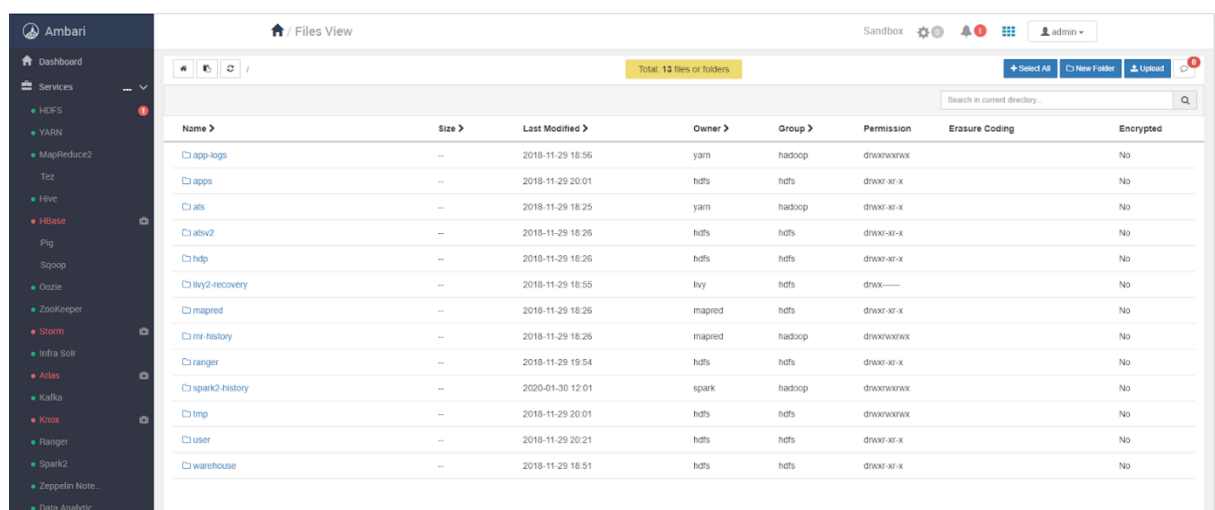 Ambari
/ Files View
Sandbox 0 1 admin
Dashboard
Services ...
HDFS 1
YARN
MapReduce2
Tez
Hive
HBase
Pig
Sqoop
Oozie
ZooKeeper
Storm
Infra Solr
Atlas
Kafka
Knox
Ranger
Spark2
Zeppelin Note...
Data Analytic
/
Total: 13 files or folders
+ Select All New Folder Upload 0
Search in current directory...
Name > Size > Last Modified > Owner > Group > Permission Erasure Coding Encrypted
app-logs -- 2018-11-29 18:56 yarn hadoop drwxrwxrwx No
apps -- 2018-11-29 20:01 hdfs hdfs drwxr-xr-x No
ats -- 2018-11-29 18:25 yarn hadoop drwxr-xr-x No
atsv2 -- 2018-11-29 18:26 hdfs hdfs drwxr-xr-x No
hdp -- 2018-11-29 18:26 hdfs hdfs drwxr-xr-x No
livy2-recovery -- 2018-11-29 18:55 livy hdfs drwx------ No
mapred -- 2018-11-29 18:26 mapred hdfs drwxr-xr-x No
mr-history -- 2018-11-29 18:26 mapred hadoop drwxrwxrwx No
ranger -- 2018-11-29 19:54 hdfs hdfs drwxr-xr-x No
spark2-history -- 2020-01-30 12:01 spark hadoop drwxrwxrwx No
tmp -- 2018-11-29 20:01 hdfs hdfs drwxrwxrwx No
user -- 2018-11-29 20:21 hdfs hdfs drwxr-xr-x No
warehouse -- 2018-11-29 18:51 hdfs hdfs drwxr-xr-x No